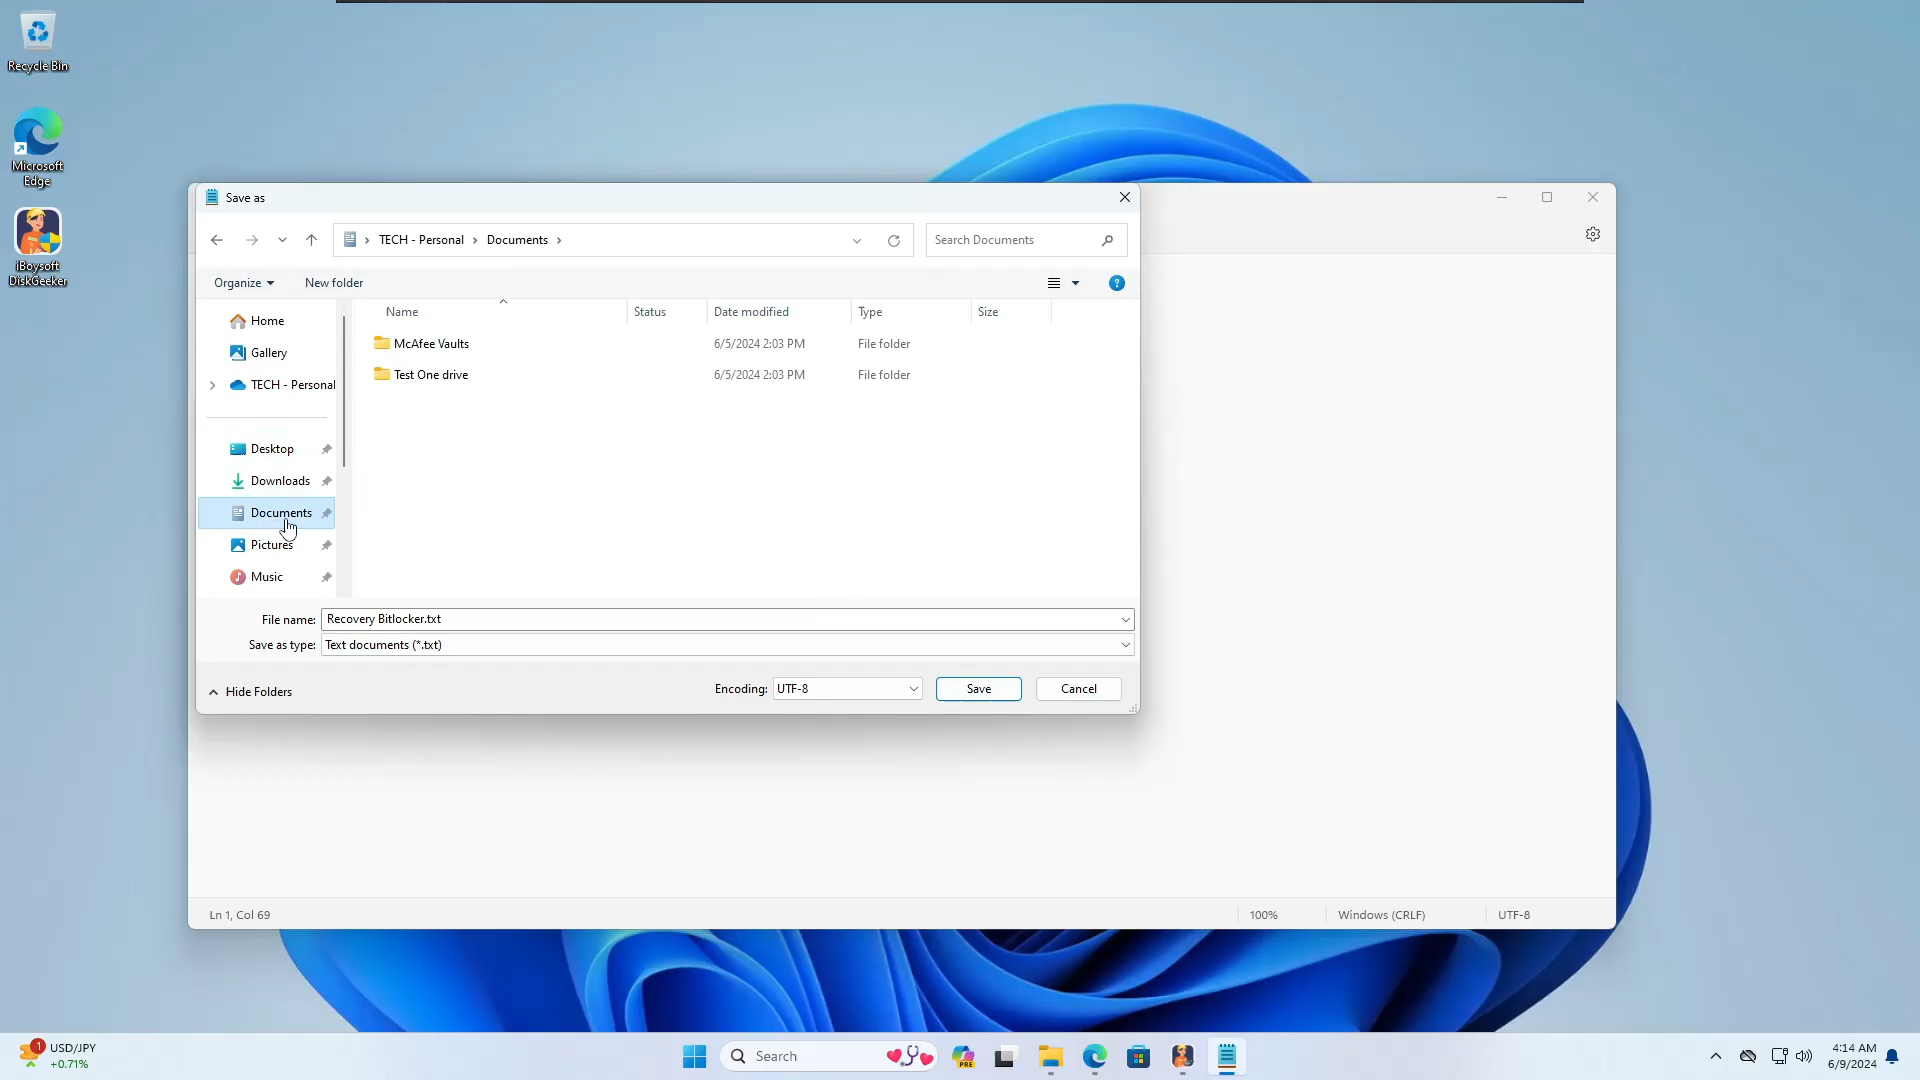 Recycle Bin
Microsoft
Edge
iBoysoft
DiskGeeker
Save as
TECH - Personal
Documents
Search Documents
Organize
New folder
?
Name
Status
Date modified
Type
Size
Home
Gallery
TECH - Personal
Desktop
Downloads
Documents
Pictures
Music
McAfee Vaults
6/5/2024 2:03 PM
File folder
Test One drive
6/5/2024 2:03 PM
File folder
File name: Recovery Bitlocker.txt
Save as type: Text documents (*.txt)
Hide Folders
Encoding: UTF-8
Save
Cancel
Ln 1, Col 69
100%
Windows (CRLF)
UTF-8
1
USD/JPY
+0.71%
Search
PRE
4:14 AM
6/9/2024